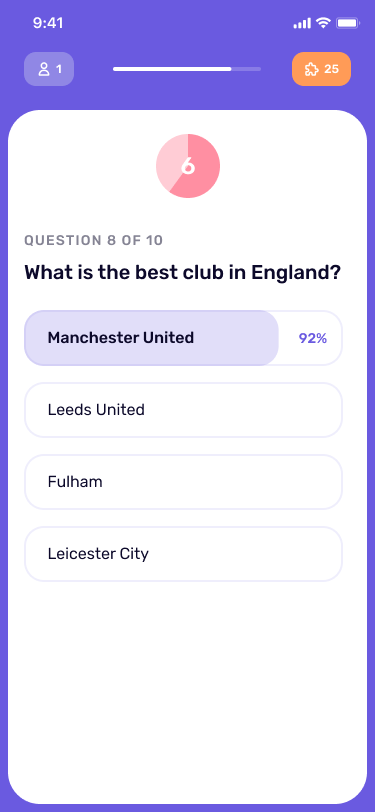 9:41
1
25
6
QUESTION 8 OF 10
What is the best club in England?
Manchester United
92%
Leeds United
Fulham
Leicester City